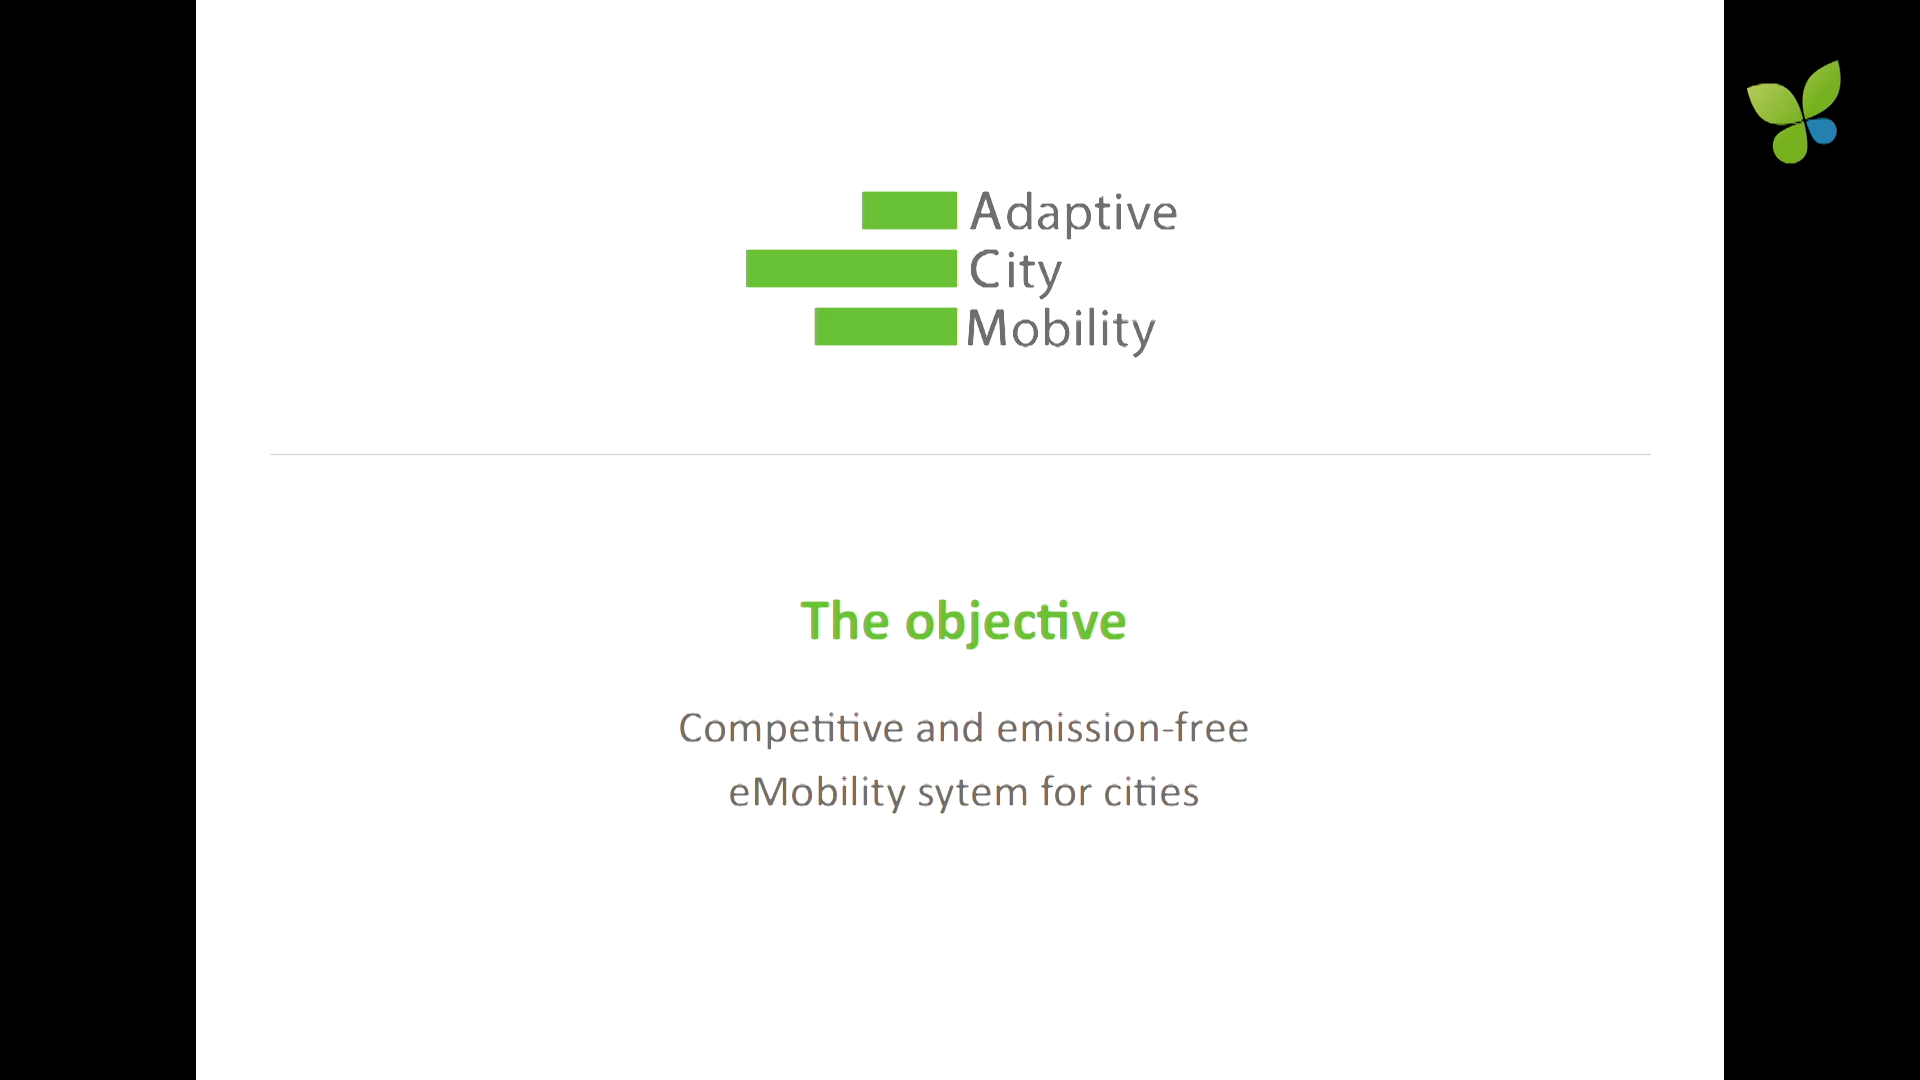 Adaptive
City
Mobility
The objective
Competitive and emission-free
eMobility sytem for cities